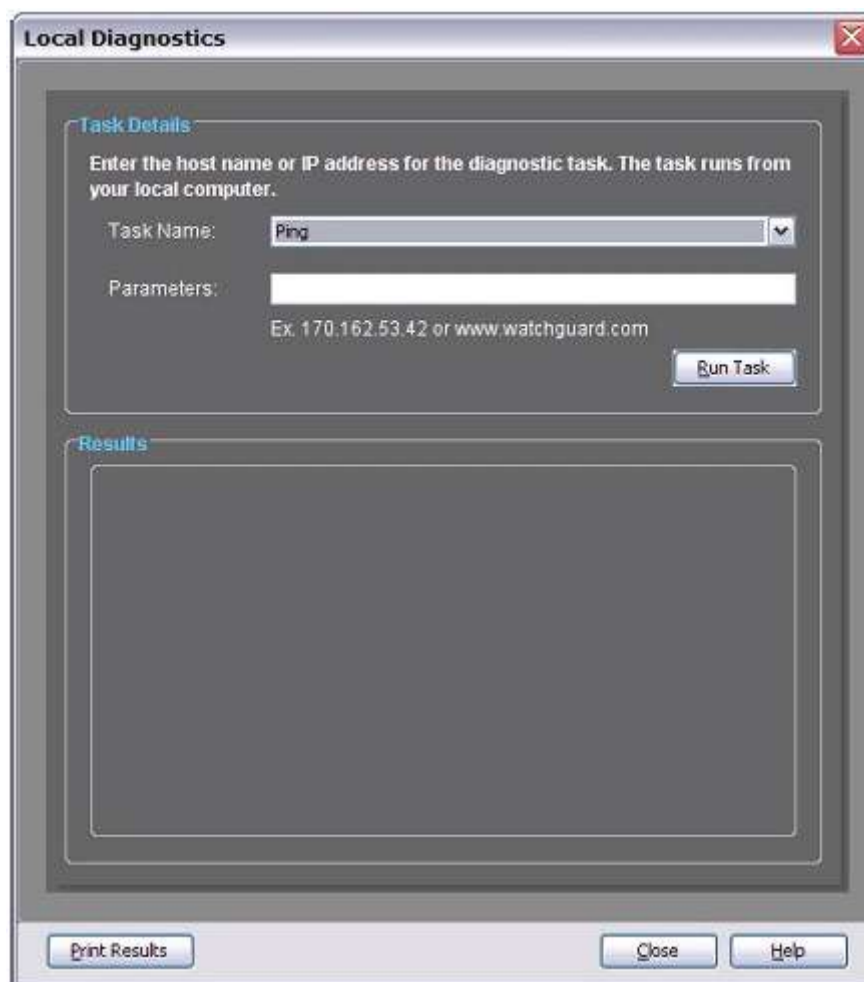 Local Diagnostics
Task Details
Enter the host name or IP address for the diagnostic task. The task runs from
your local computer.
Task Name: Ping
Parameters:
Ex. 170.162.53.42 or www.watchguard.com
Run Task
Results
Print Results Close Help